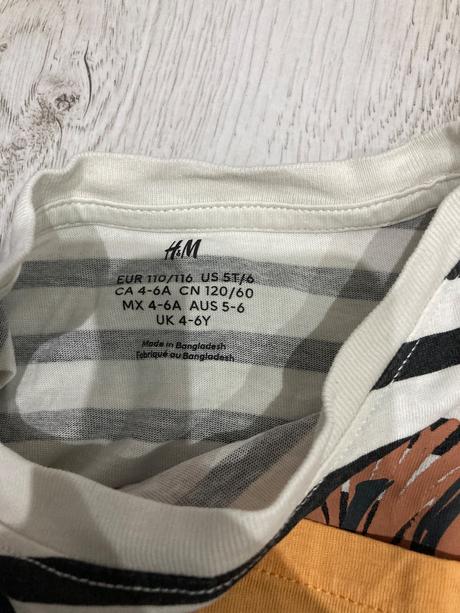 H&M
EUR 110/116 US 5T/6
CA 4-6A CN 120/60
MX 4-6A AUS 5-6
UK 4-6Y
Made in Bangladesh
Fabriqué au Bangladesh